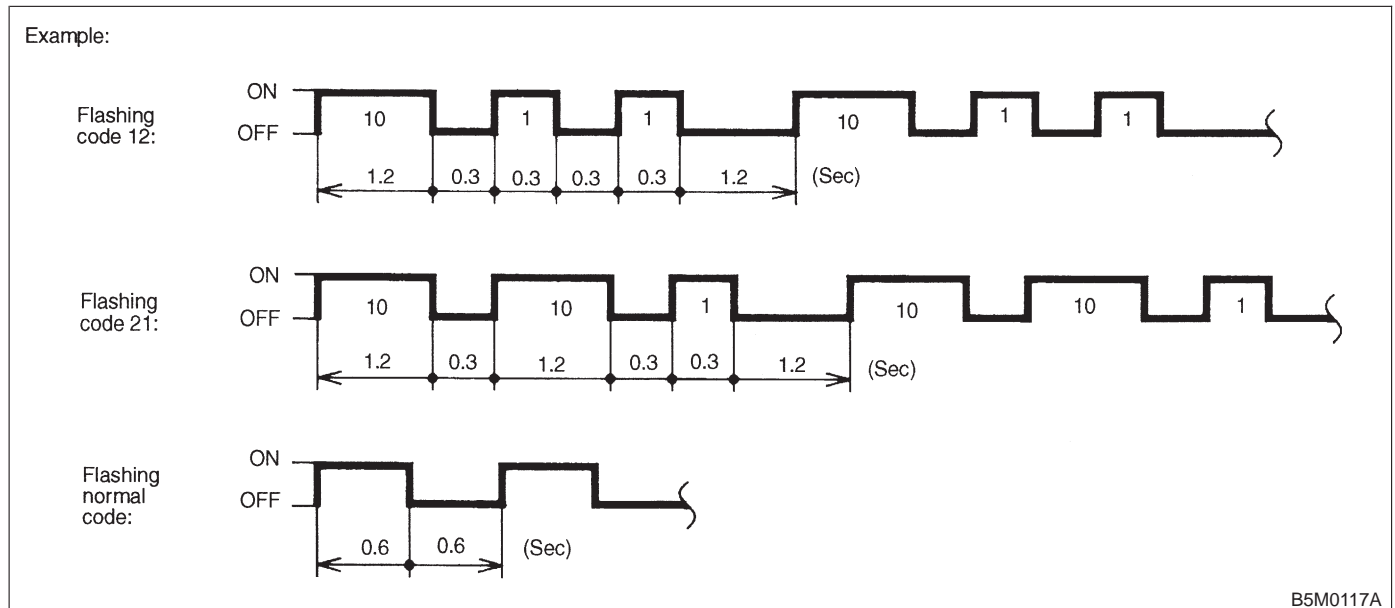 Example:
ON
Flashing
code 12:
OFF
10
1
1
10
1
1
1.2
0.3
0.3
0.3
0.3
1.2
(Sec)
ON
Flashing
code 21:
OFF
10
10
1
10
10
1
1.2
0.3
1.2
0.3
0.3
1.2
(Sec)
ON
Flashing
normal
code:
OFF
0.6
0.6
(Sec)
B5M0117A